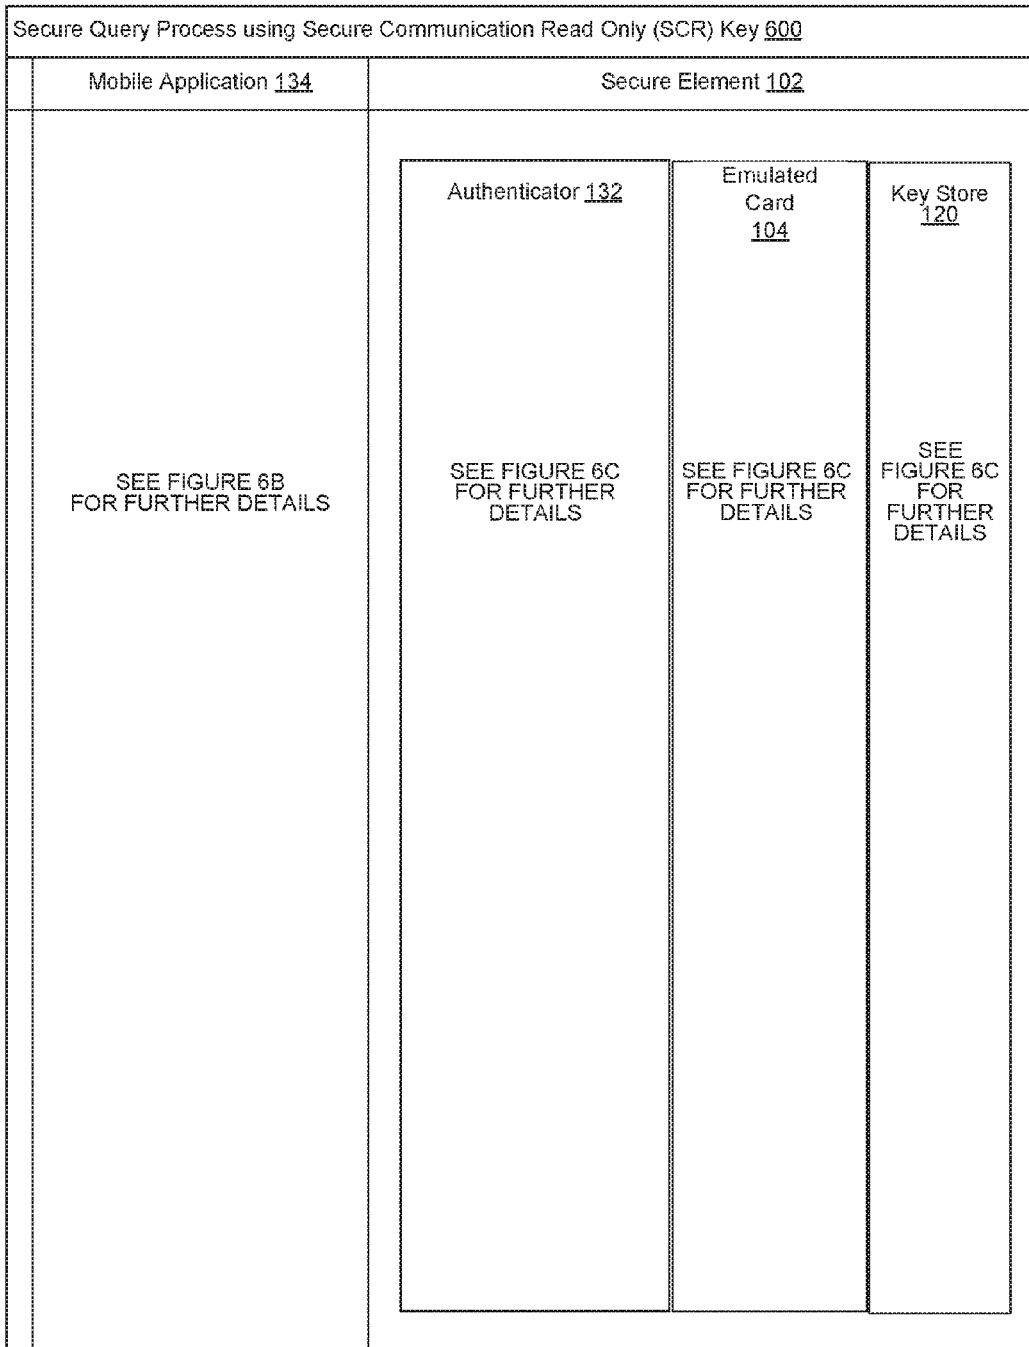 Secure Query Process using Secure Communication Read Only (SCR) Key 600
Mobile Application 134
Secure Element 102
Authenticator 132
Emulated
Card
104
Key Store
120
SEE FIGURE 6B
FOR FURTHER DETAILS
SEE FIGURE 6C
FOR FURTHER
DETAILS
SEE FIGURE 6C
FOR FURTHER
DETAILS
SEE
FIGURE 6C
FOR
FURTHER
DETAILS